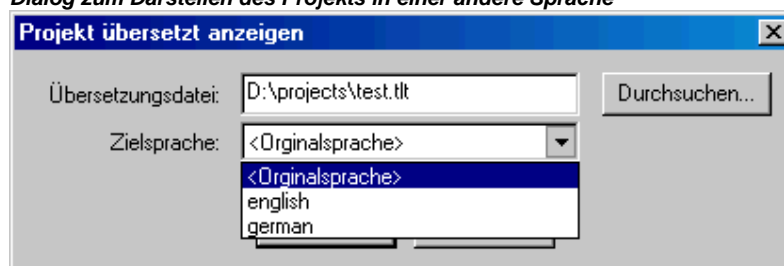 Dialog zum Darstellen des Projekts in einer andere Sprache
Projekt übersetzt anzeigen
Übersetzungsdatei: D:\projects\test.tlt Durchsuchen...
Zielsprache: <Orginalsprache>
<Orginalsprache>
english
german